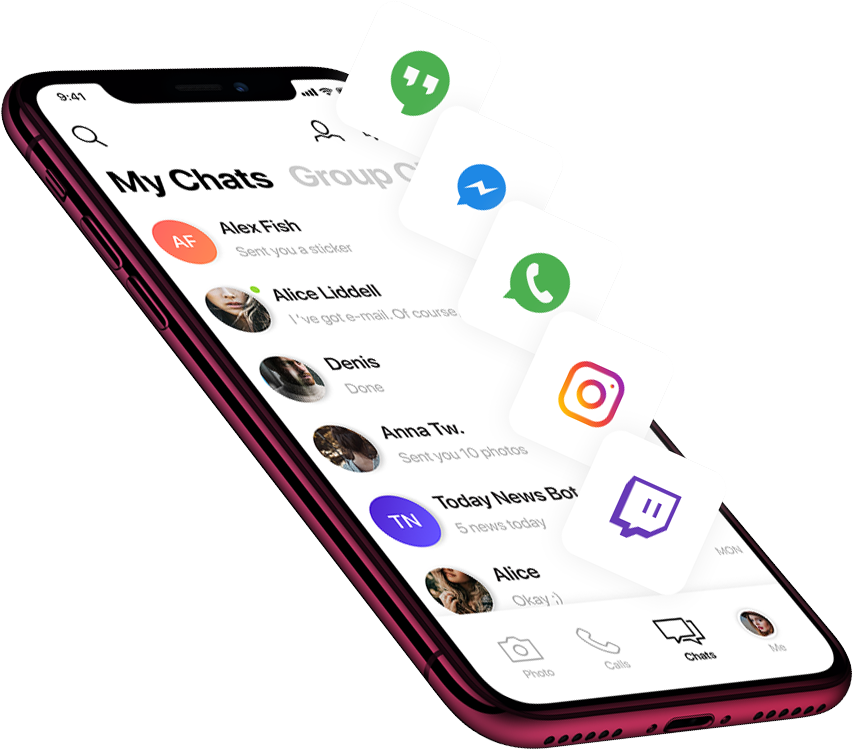 9:41
My Chats Group
AF
Alex Fish
Sent you a sticker
Alice Liddell
I've got e-mail. Of course,
Denis
Done
Anna Tw.
Sent you 10 photos
TN
Today News Bot
5 news today
MON
Alice
Okay ;)
Photo
Calls
Chats
Me